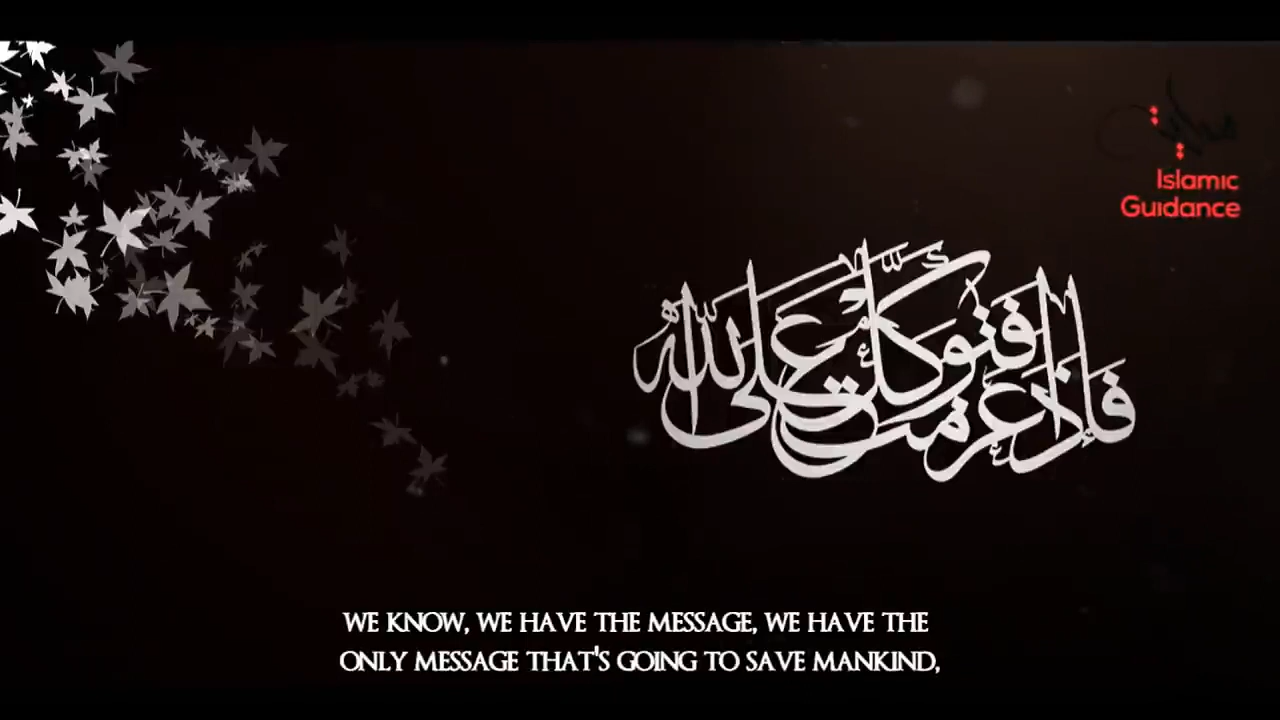 Islamic
Guidance
فإذا عزمت فتوكل على الله
WE KNOW, WE HAVE THE MESSAGE, WE HAVE THE
ONLY MESSAGE THAT'S GOING TO SAVE MANKIND,